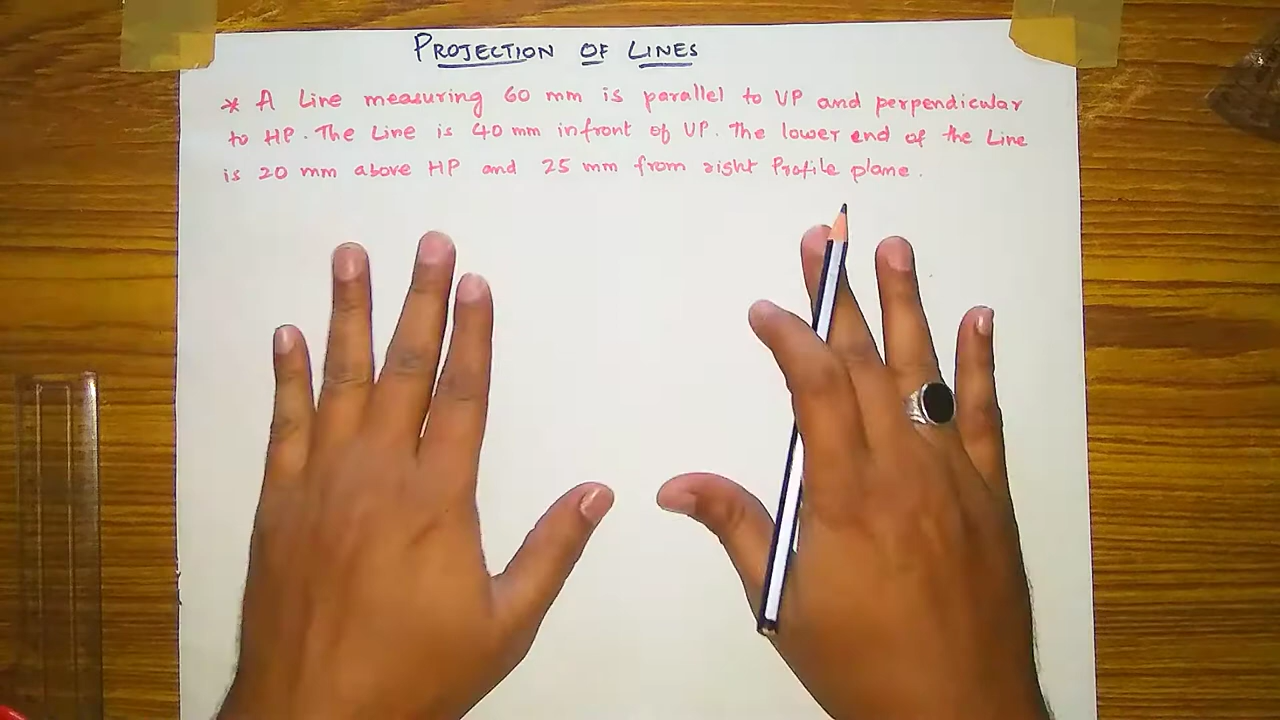 PROJECTION OF LINES
* A Line measuring 60 mm is parallel to VP and perpendicular
to HP. The Line is 40 mm infront of VP. The lower end of the Line
is 20 mm above HP and 25 mm from right Profile plane.